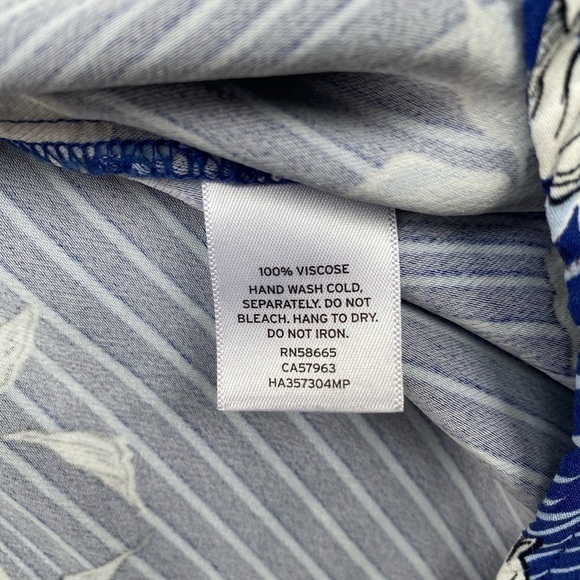 100% VISCOSE
HAND WASH COLD,
SEPARATELY. DO NOT
BLEACH. HANG TO DRY.
DO NOT IRON.
RN58665
CA57963
HA357304MP